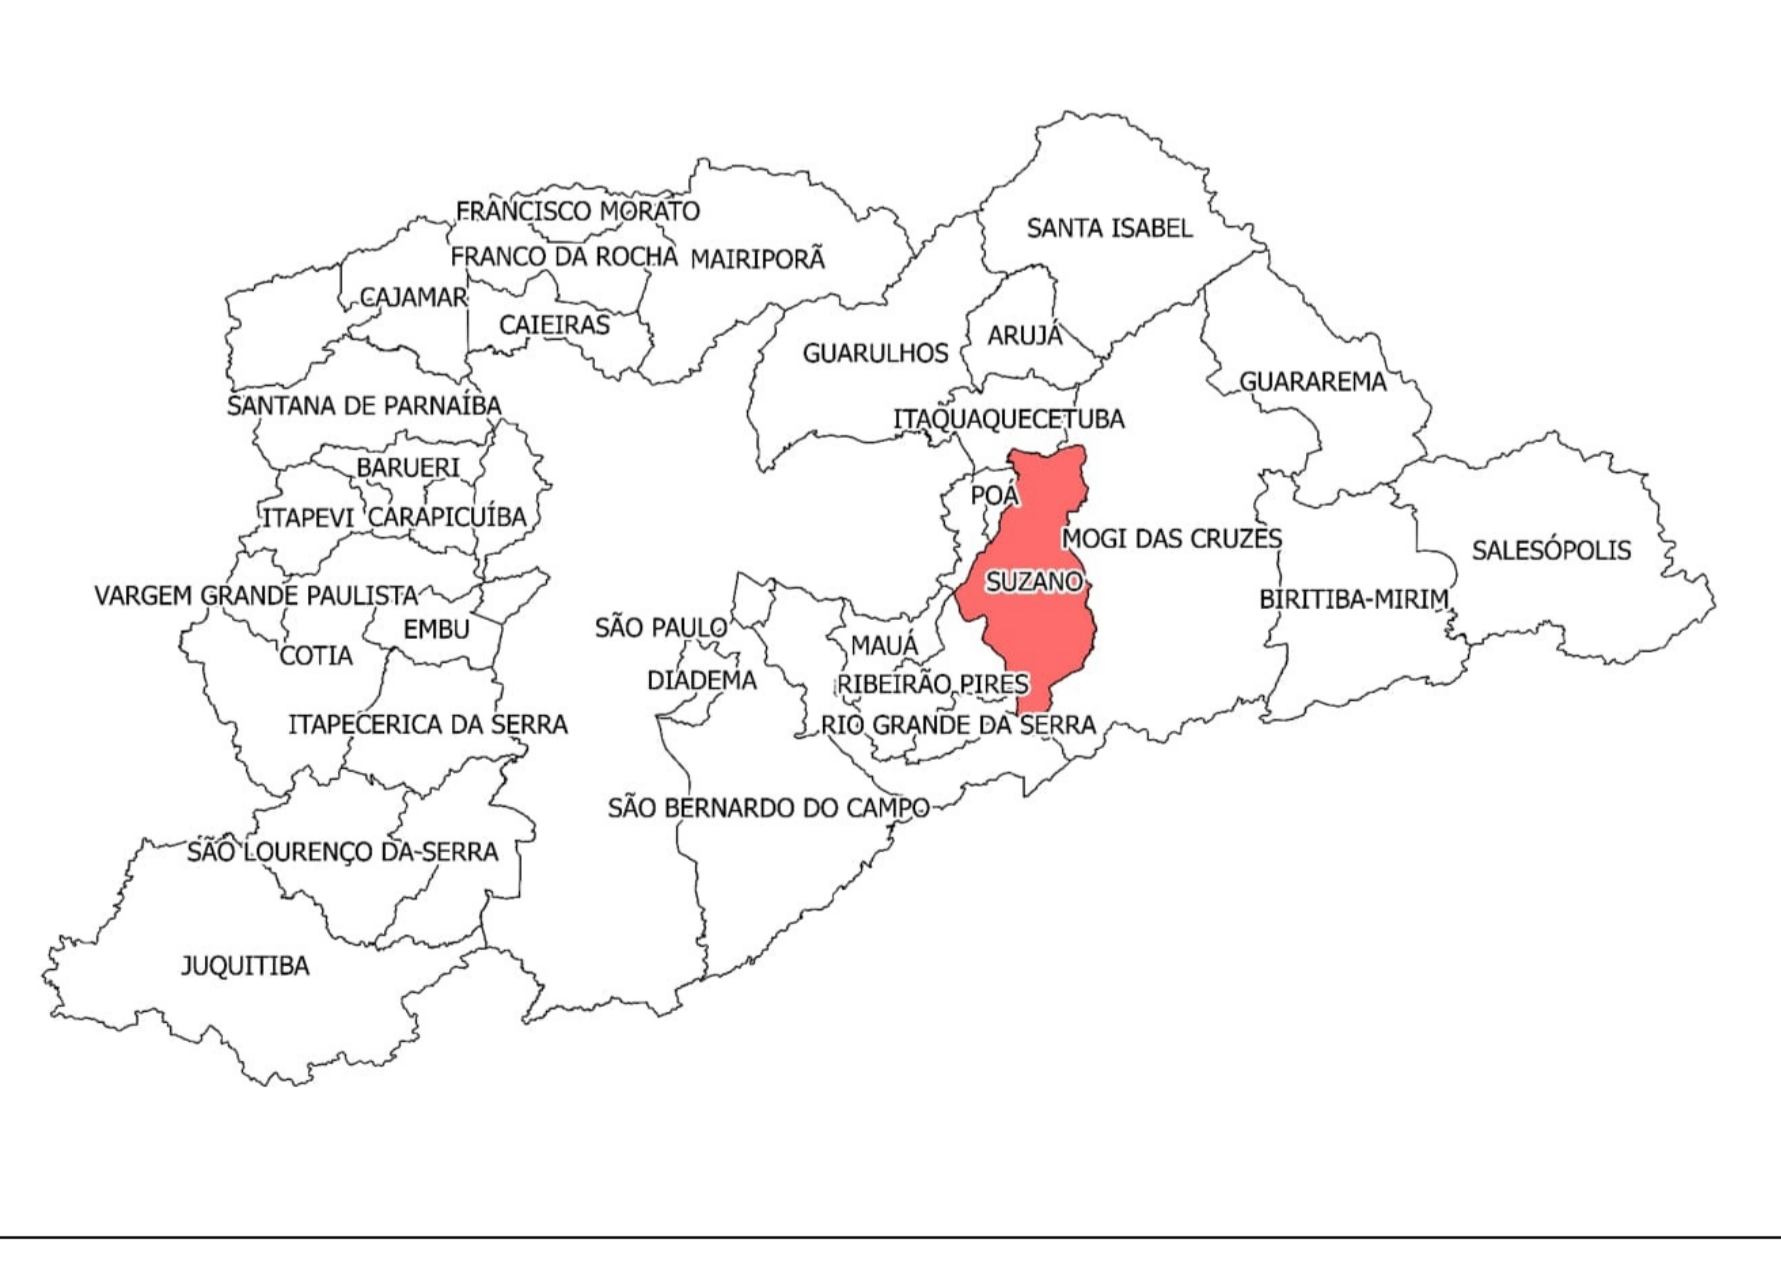 FRANCISCO MORATO
SANTA ISABEL
FRANCO DA ROCHA
MAIRIPORÃ
CAJAMAR
CAIEIRAS
ARUJÁ
GUARULHOS
GUARAREMA
SANTANA DE PARNAÍBA
ITAQUAQUECETUBA
BARUERI
POÁ
ITAPEVI
CARAPICUÍBA
MOGI DAS CRUZES
SALESÓPOLIS
SUZANO
VARGEM GRANDE PAULISTA
BIRITIBA-MIRIM
EMBU
SÃO PAULO
MAUÁ
COTIA
DIADEMA
RIBEIRÃO PIRES
ITAPECERICA DA SERRA
RIO GRANDE DA SERRA
SÃO BERNARDO DO CAMPO
SÃO LOURENÇO DA-SERRA
JUQUITIBA